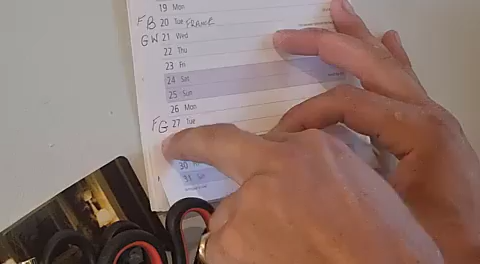 19 Mon
FB 20 Tue FRANCE
GW 21 Wed
22 Thu
23 Fri
24 Sat
25 Sun
26 Mon
FG 27 Tue
30
31